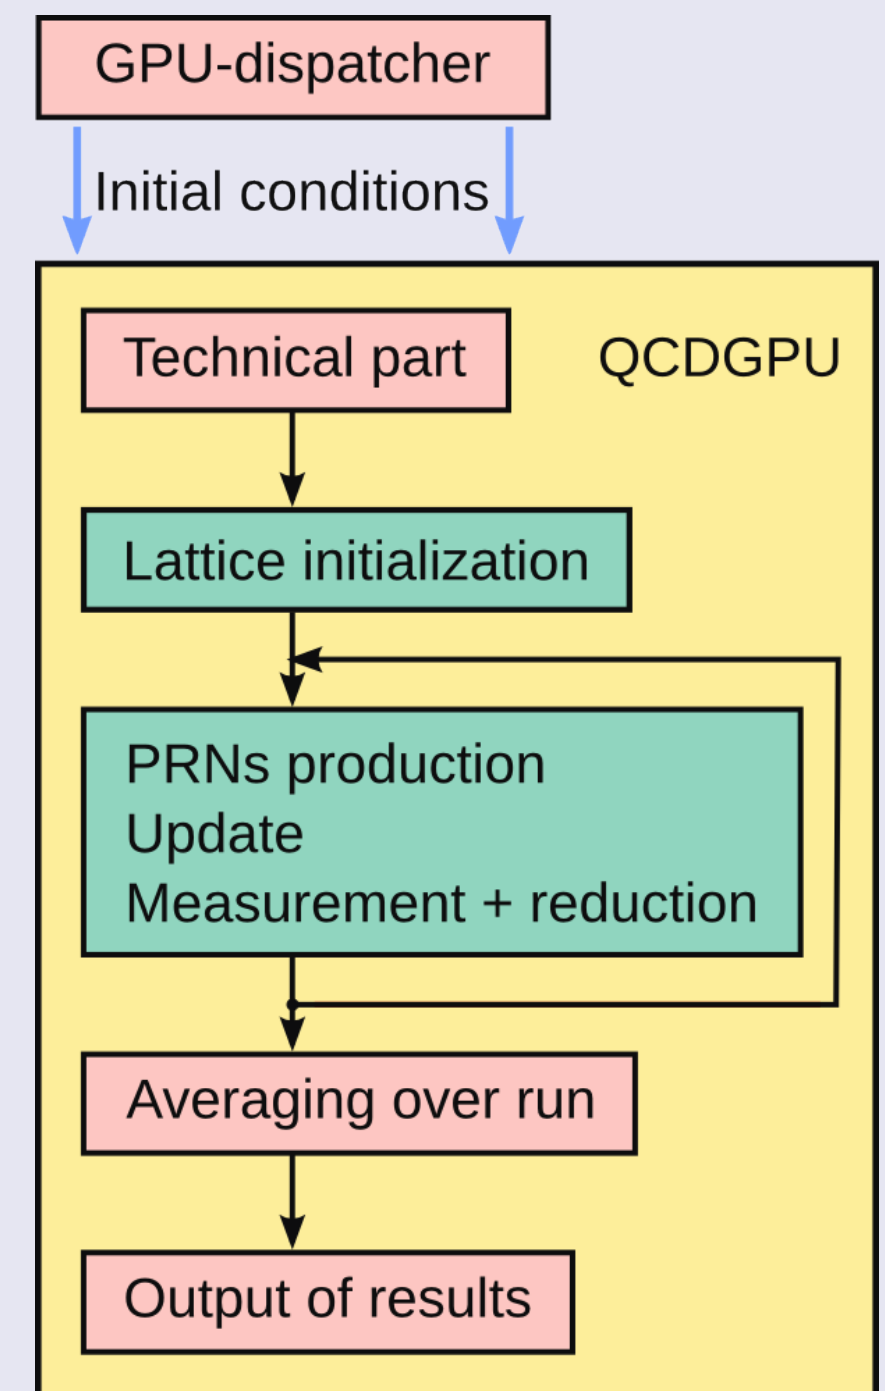 GPU-dispatcher
Initial conditions
Technical part
QCDGPU
Lattice initialization
PRNs production
Update
Measurement + reduction
Averaging over run
Output of results